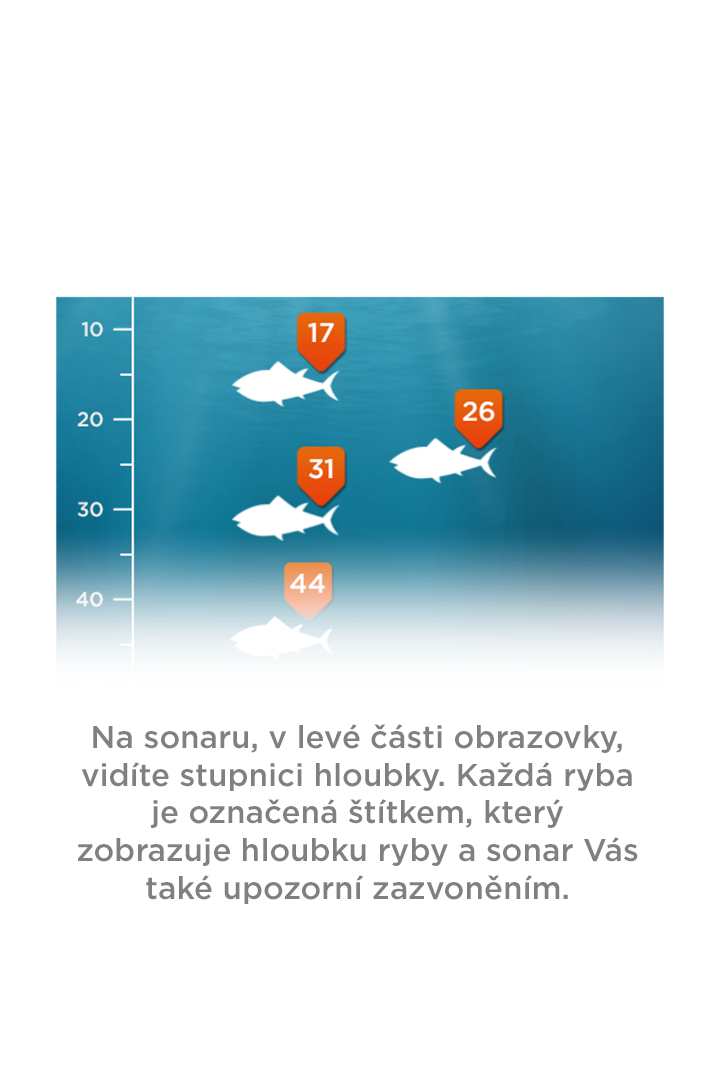 10
17
20
26
31
30
44
40
Na sonaru, v levé části obrazovky,
vidíte stupnici hloubky. Každá ryba
je označená štítkem, který
zobrazuje hloubku ryby a sonar Vás
také upozorní zazvoněním.